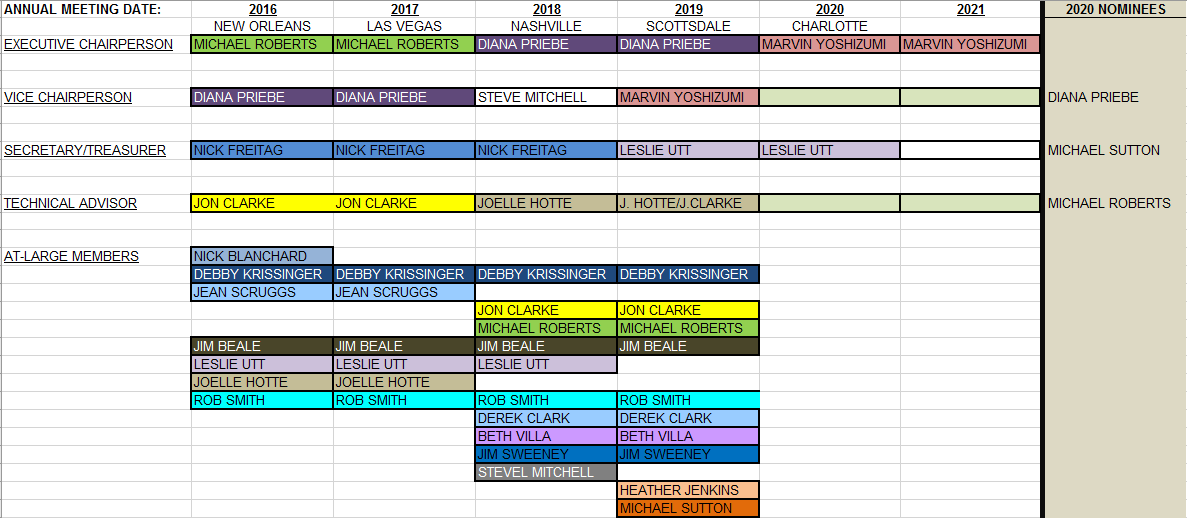 ANNUAL MEETING DATE: 2016 2017 2018 2019 2020 2021 2020 NOMINEES
NEW ORLEANS LAS VEGAS NASHVILLE SCOTTSDALE CHARLOTTE
EXECUTIVE CHAIRPERSON MICHAEL ROBERTS MICHAEL ROBERTS DIANA PRIEBE DIANA PRIEBE MARVIN YOSHIZUMI MARVIN YOSHIZUMI
VICE CHAIRPERSON DIANA PRIEBE DIANA PRIEBE STEVE MITCHELL MARVIN YOSHIZUMI DIANA PRIEBE
SECRETARY/TREASURER NICK FREITAG NICK FREITAG NICK FREITAG LESLIE UTT LESLIE UTT MICHAEL SUTTON
TECHNICAL ADVISOR JON CLARKE JON CLARKE JOELLE HOTTE J. HOTTE/J.CLARKE MICHAEL ROBERTS
AT-LARGE MEMBERS NICK BLANCHARD
DEBBY KRISSINGER DEBBY KRISSINGER DEBBY KRISSINGER DEBBY KRISSINGER
JEAN SCRUGGS JEAN SCRUGGS
JON CLARKE JON CLARKE
MICHAEL ROBERTS MICHAEL ROBERTS
JIM BEALE JIM BEALE JIM BEALE JIM BEALE
LESLIE UTT LESLIE UTT LESLIE UTT
JOELLE HOTTE JOELLE HOTTE
ROB SMITH ROB SMITH ROB SMITH ROB SMITH
DEREK CLARK DEREK CLARK
BETH VILLA BETH VILLA
JIM SWEENEY JIM SWEENEY
STEVEL MITCHELL
HEATHER JENKINS
MICHAEL SUTTON